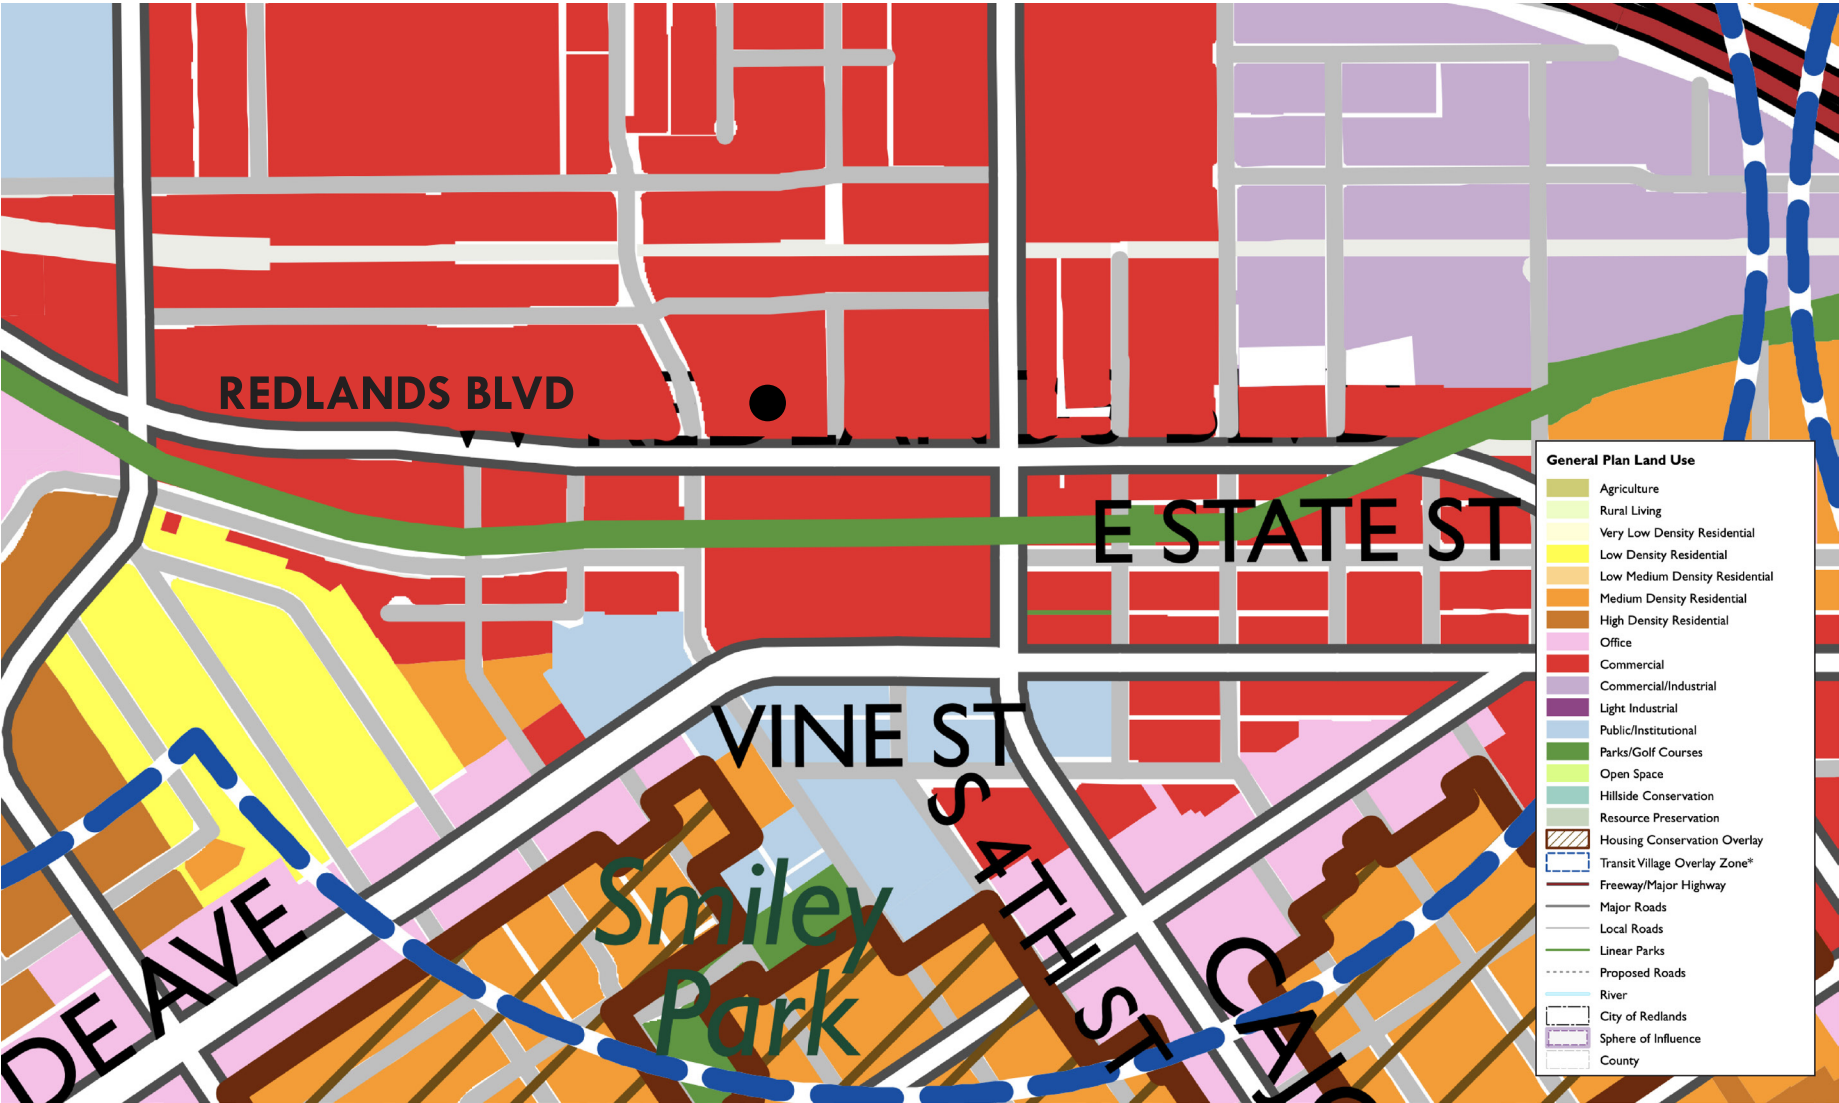 REDLANDS BLVD
E STATE ST
VINE ST
S 4TH ST
Smiley
Park
DE AVE
CAJO
General Plan Land Use
Agriculture
Rural Living
Very Low Density Residential
Low Density Residential
Low Medium Density Residential
Medium Density Residential
High Density Residential
Office
Commercial
Commercial/Industrial
Light Industrial
Public/Institutional
Parks/Golf Courses
Open Space
Hillside Conservation
Resource Preservation
Housing Conservation Overlay
Transit Village Overlay Zone*
Freeway/Major Highway
Major Roads
Local Roads
Linear Parks
Proposed Roads
River
City of Redlands
Sphere of Influence
County